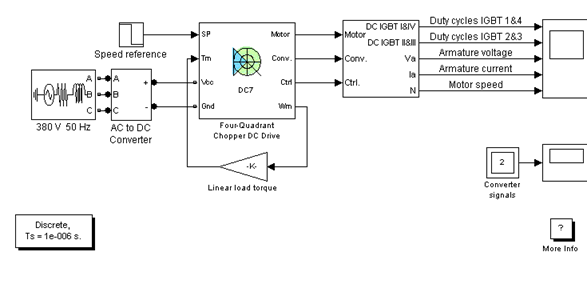 Speed reference
SP
Tm
Vcc
Gnd
Motor
Conv.
Ctrl
Wm
DC7
Four-Quadrant
Chopper DC Drive
A
B
C
A
B
C
+
-
380 V 50 Hz
AC to DC
Converter
-K-
Linear load torque
Motor
Conv.
Ctrl.
DC IGBT I&IV
DC IGBT II&III
Va
Ia
N
Duty cycles IGBT 1&4
Duty cycles IGBT 2&3
Armature voltage
Armature current
Motor speed
2
Converter
signals
Discrete,
Ts = 1e-006 s.
?
More Info